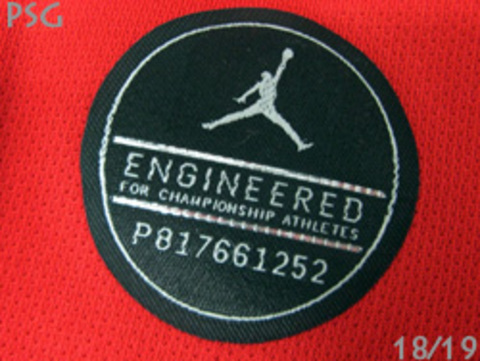 PSG
ENGINEERED
FOR CHAMPIONSHIP ATHLETES
P817661252
18/19